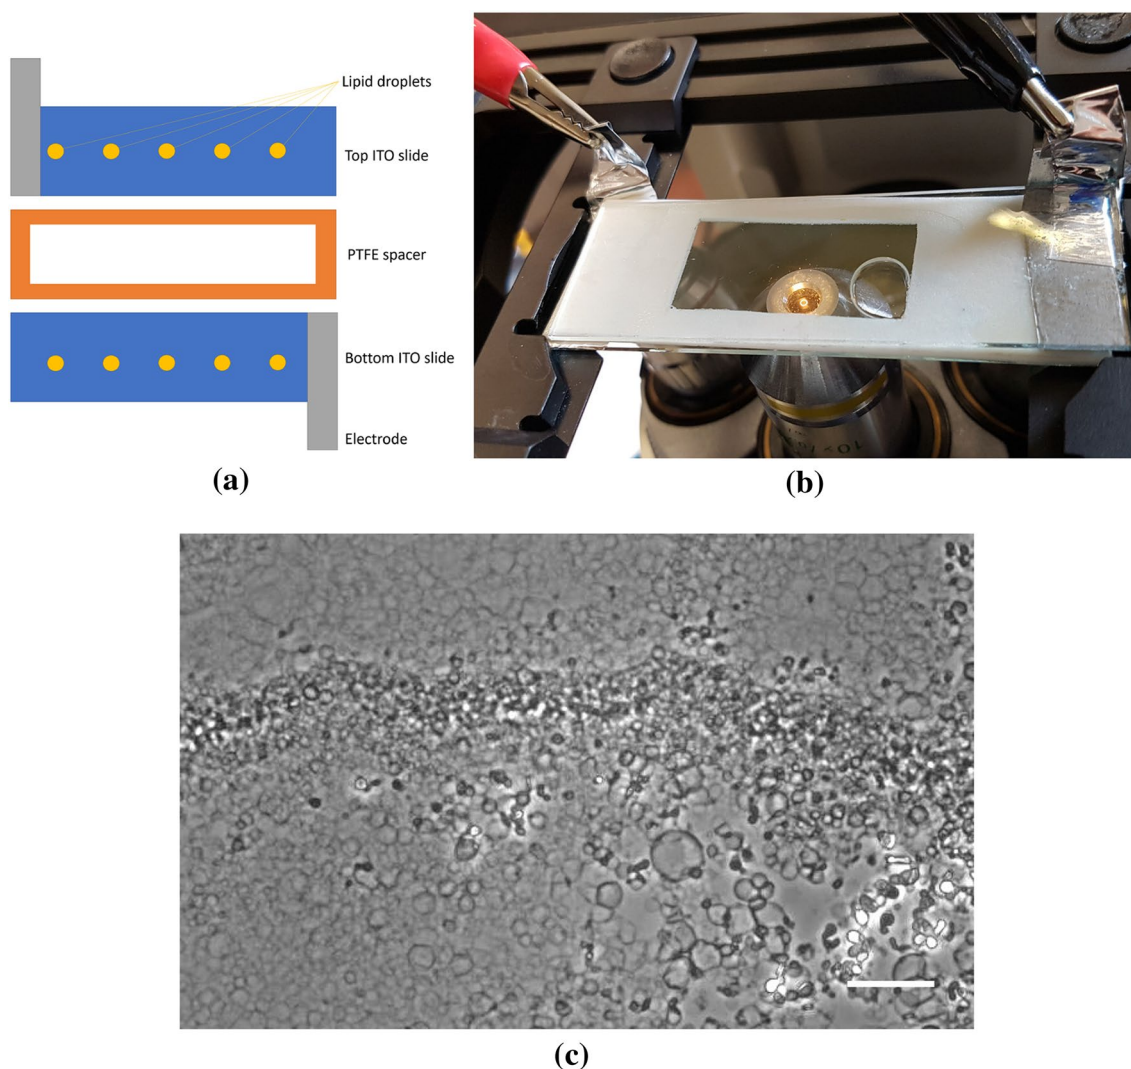 Lipid droplets
Top ITO slide
PTFE spacer
Bottom ITO slide
Electrode
(a)
(b)
(c)